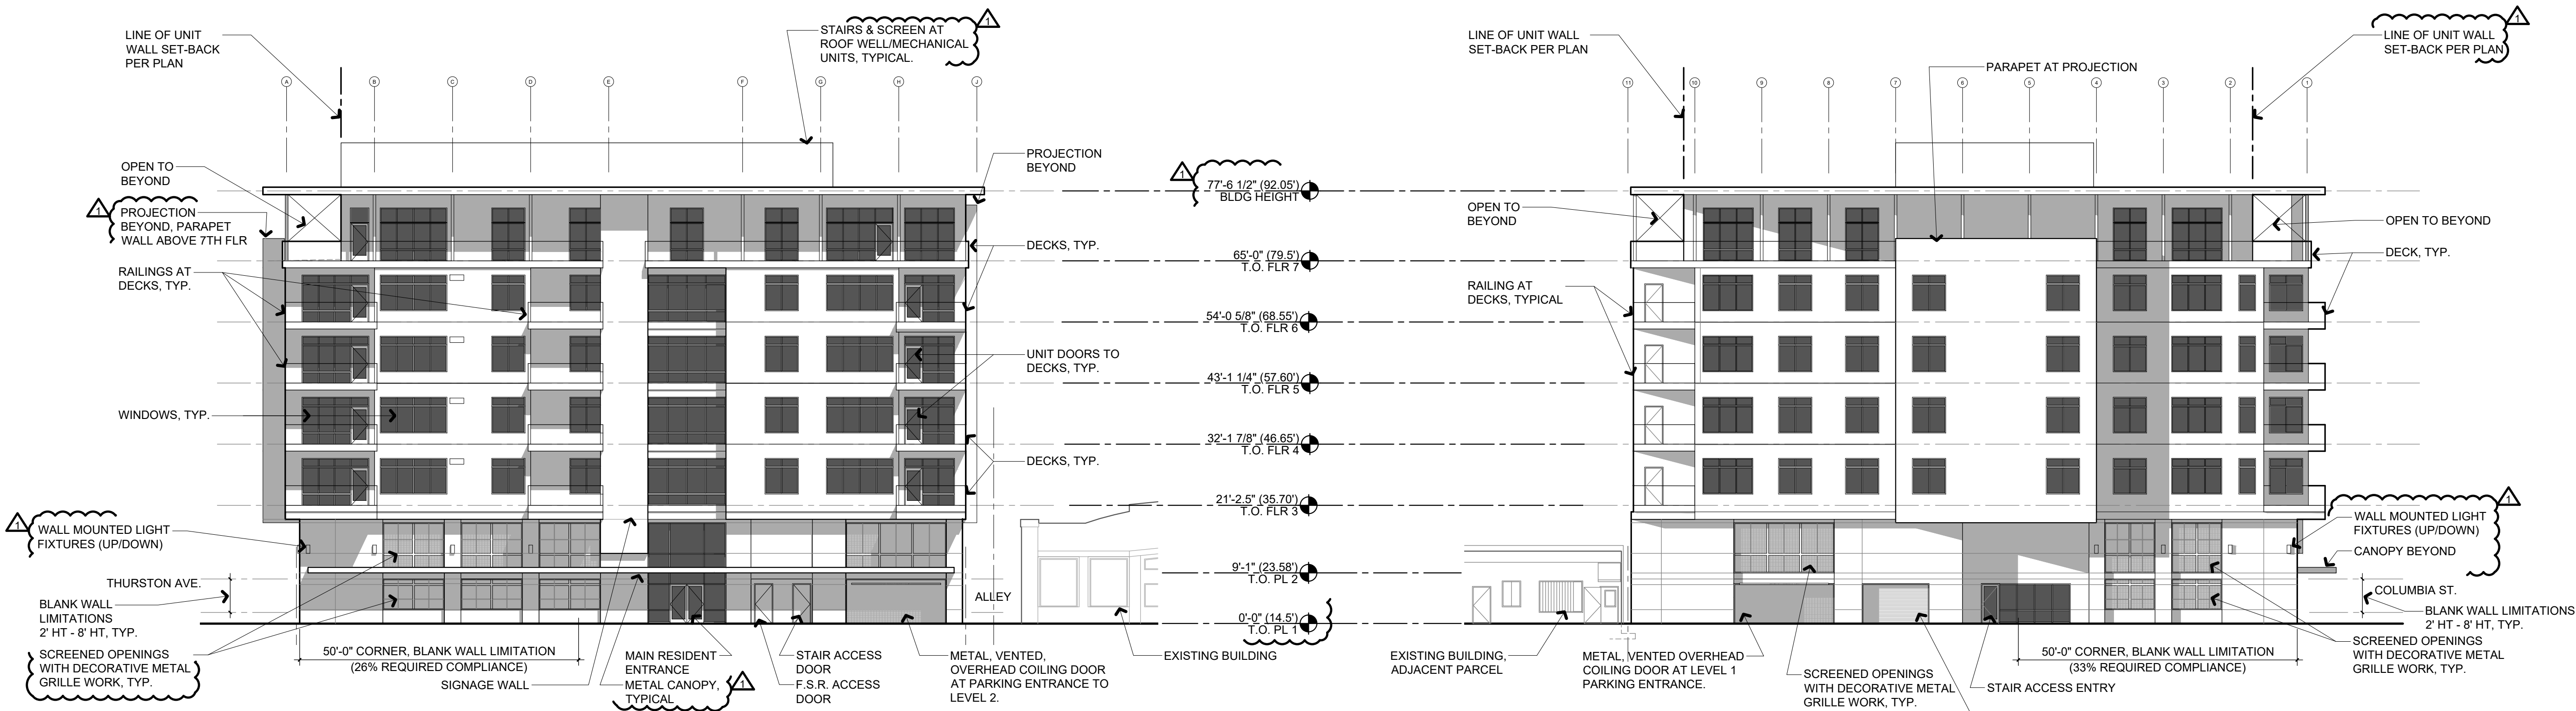 LINE OF UNIT
WALL SET-BACK
PER PLAN
STAIRS & SCREEN AT
ROOF WELL/MECHANICAL
UNITS, TYPICAL.
1
A
B
C
D
E
F
G
H
J
OPEN TO
BEYOND
1
PROJECTION
BEYOND, PARAPET
WALL ABOVE 7TH FLR
RAILINGS AT
DECKS, TYP.
WINDOWS, TYP.
1
WALL MOUNTED LIGHT
FIXTURES (UP/DOWN)
THURSTON AVE.
BLANK WALL
LIMITATIONS
2' HT - 8' HT, TYP.
SCREENED OPENINGS
WITH DECORATIVE METAL
GRILLE WORK, TYP.
50'-0" CORNER, BLANK WALL LIMITATION
(26% REQUIRED COMPLIANCE)
SIGNAGE WALL
MAIN RESIDENT
ENTRANCE
METAL CANOPY,
TYPICAL
1
STAIR ACCESS
DOOR
F.S.R. ACCESS
DOOR
METAL, VENTED,
OVERHEAD COILING DOOR
AT PARKING ENTRANCE TO
LEVEL 2.
EXISTING BUILDING
ALLEY
PROJECTION
BEYOND
DECKS, TYP.
UNIT DOORS TO
DECKS, TYP.
DECKS, TYP.
1
77'-6 1/2" (92.05')
BLDG HEIGHT
65'-0" (79.5')
T.O. FLR 7
54'-0 5/8" (68.55')
T.O. FLR 6
43'-1 1/4" (57.60')
T.O. FLR 5
32'-1 7/8" (46.65')
T.O. FLR 4
21'-2.5" (35.70')
T.O. FLR 3
9'-1" (23.58')
T.O. PL 2
0'-0" (14.5')
T.O. PL 1
LINE OF UNIT WALL
SET-BACK PER PLAN
PARAPET AT PROJECTION
1
LINE OF UNIT WALL
SET-BACK PER PLAN
11
10
9
8
7
6
5
4
3
2
1
OPEN TO
BEYOND
OPEN TO BEYOND
DECK, TYP.
RAILING AT
DECKS, TYPICAL
1
WALL MOUNTED LIGHT
FIXTURES (UP/DOWN)
CANOPY BEYOND
COLUMBIA ST.
BLANK WALL LIMITATIONS
2' HT - 8' HT, TYP.
SCREENED OPENINGS
WITH DECORATIVE METAL
GRILLE WORK, TYP.
EXISTING BUILDING,
ADJACENT PARCEL
METAL, VENTED OVERHEAD
COILING DOOR AT LEVEL 1
PARKING ENTRANCE.
SCREENED OPENINGS
WITH DECORATIVE METAL
GRILLE WORK, TYP.
STAIR ACCESS ENTRY
50'-0" CORNER, BLANK WALL LIMITATION
(33% REQUIRED COMPLIANCE)